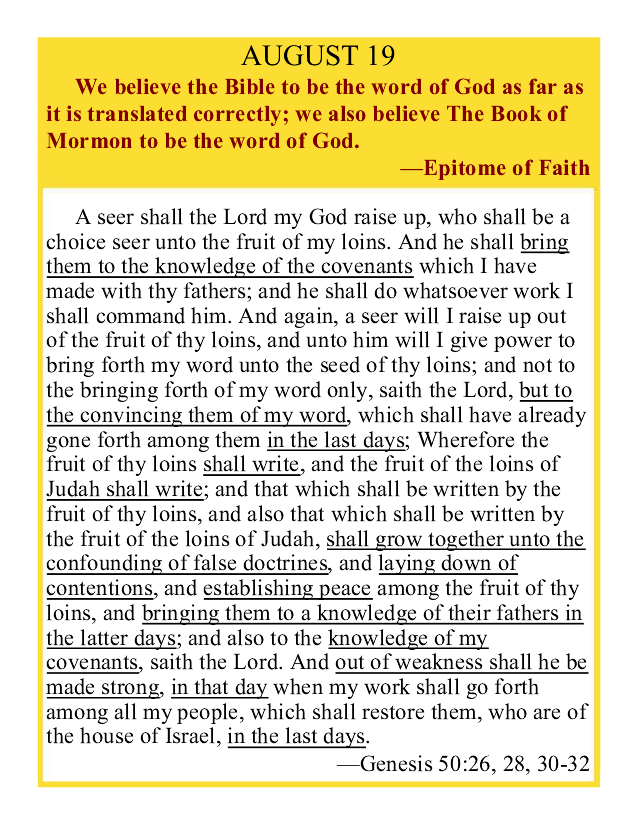 AUGUST 19
We believe the Bible to be the word of God as far as
it is translated correctly; we also believe The Book of
Mormon to be the word of God.
—Epitome of Faith
A seer shall the Lord my God raise up, who shall be a
choice seer unto the fruit of my loins. And he shall bring
them to the knowledge of the covenants which I have
made with thy fathers; and he shall do whatsoever work I
shall command him. And again, a seer will I raise up out
of the fruit of thy loins, and unto him will I give power to
bring forth my word unto the seed of thy loins; and not to
the bringing forth of my word only, saith the Lord, but to
the convincing them of my word, which shall have already
gone forth among them in the last days; Wherefore the
fruit of thy loins shall write, and the fruit of the loins of
Judah shall write; and that which shall be written by the
fruit of thy loins, and also that which shall be written by
the fruit of the loins of Judah, shall grow together unto the
confounding of false doctrines, and laying down of
contentions, and establishing peace among the fruit of thy
loins, and bringing them to a knowledge of their fathers in
the latter days; and also to the knowledge of my
covenants, saith the Lord. And out of weakness shall he be
made strong, in that day when my work shall go forth
among all my people, which shall restore them, who are of
the house of Israel, in the last days.
—Genesis 50:26, 28, 30-32